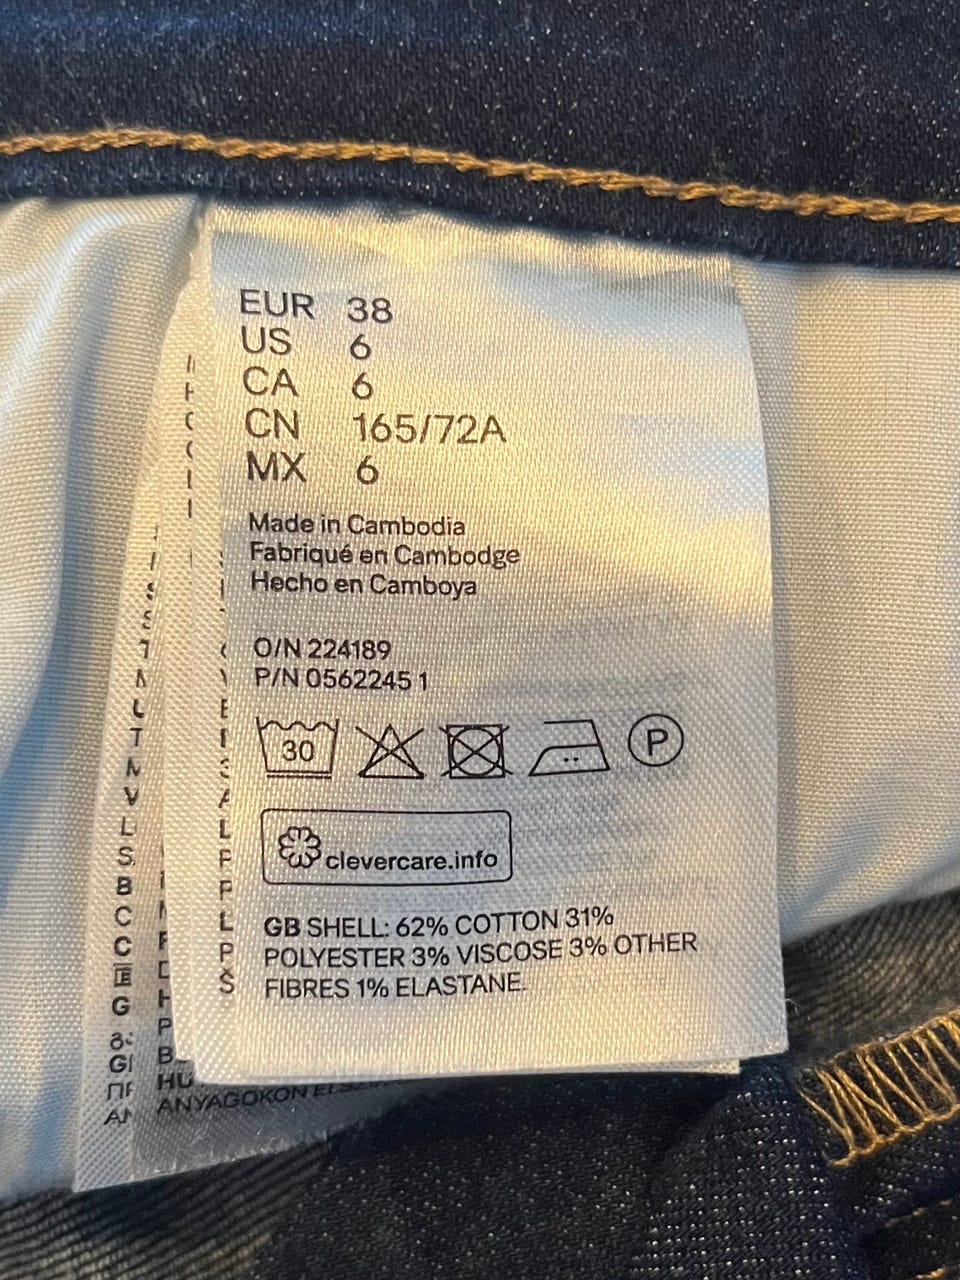 EUR 38
US 6
CA 6
CN 165/72A
MX 6
Made in Cambodia
Fabriqué en Cambodge
Hecho en Camboya
O/N 224189
P/N 0562245 1
30
P
clevercare.info
GB SHELL: 62% COTTON 31%
POLYESTER 3% VISCOSE 3% OTHER
FIBRES 1% ELASTANE.